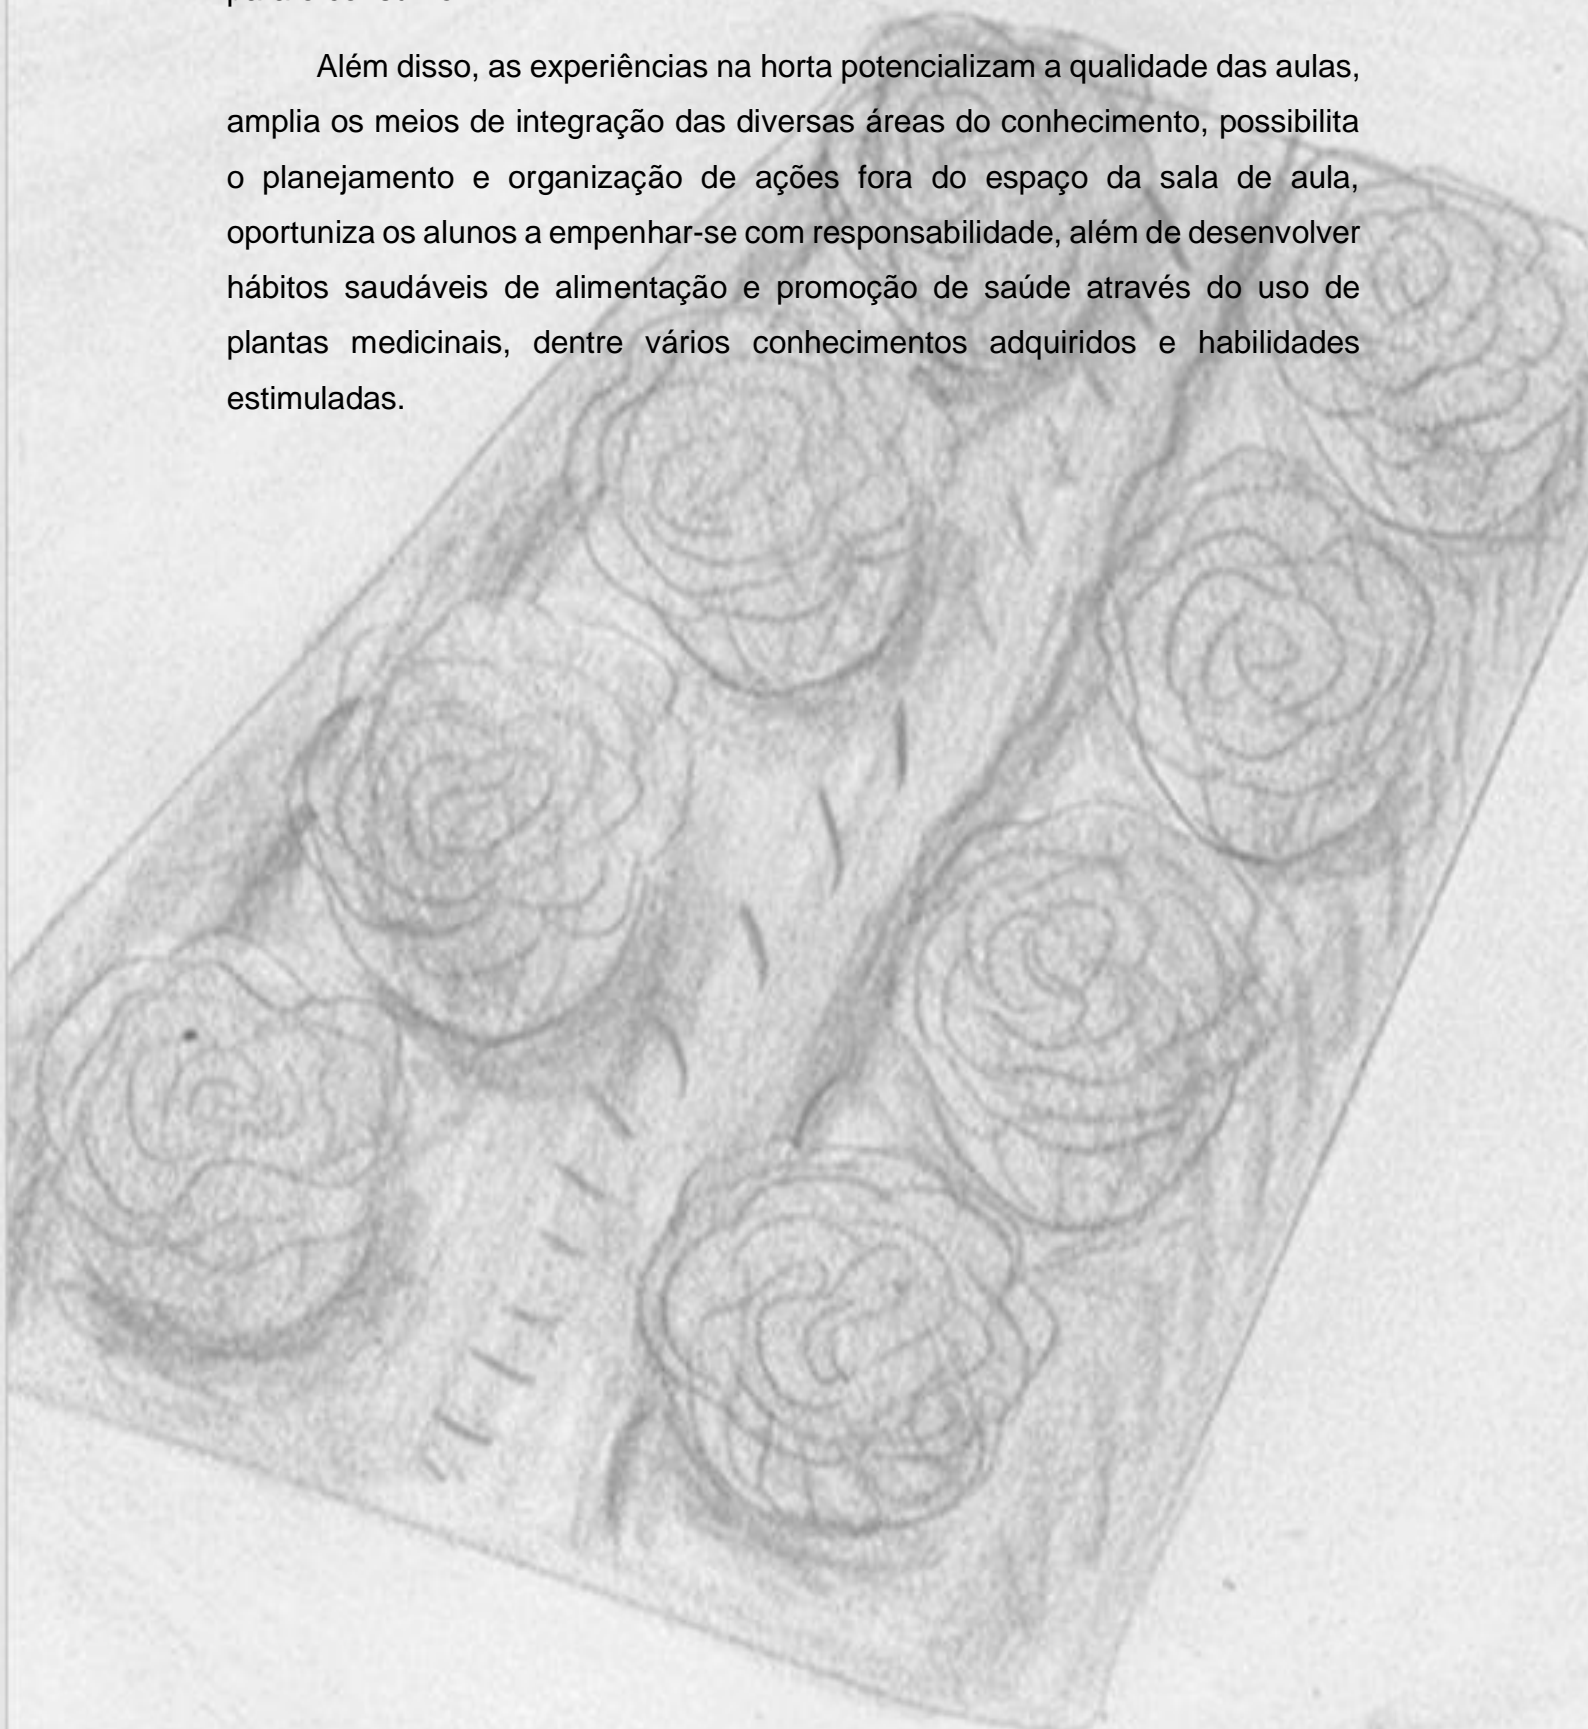 Além disso, as experiências na horta potencializam a qualidade das aulas,
amplia os meios de integração das diversas áreas do conhecimento, possibilita
o planejamento e organização de ações fora do espaço da sala de aula,
oportuniza os alunos a empenhar-se com responsabilidade, além de desenvolver
hábitos saudáveis de alimentação e promoção de saúde através do uso de
plantas medicinais, dentre vários conhecimentos adquiridos e habilidades
estimuladas.